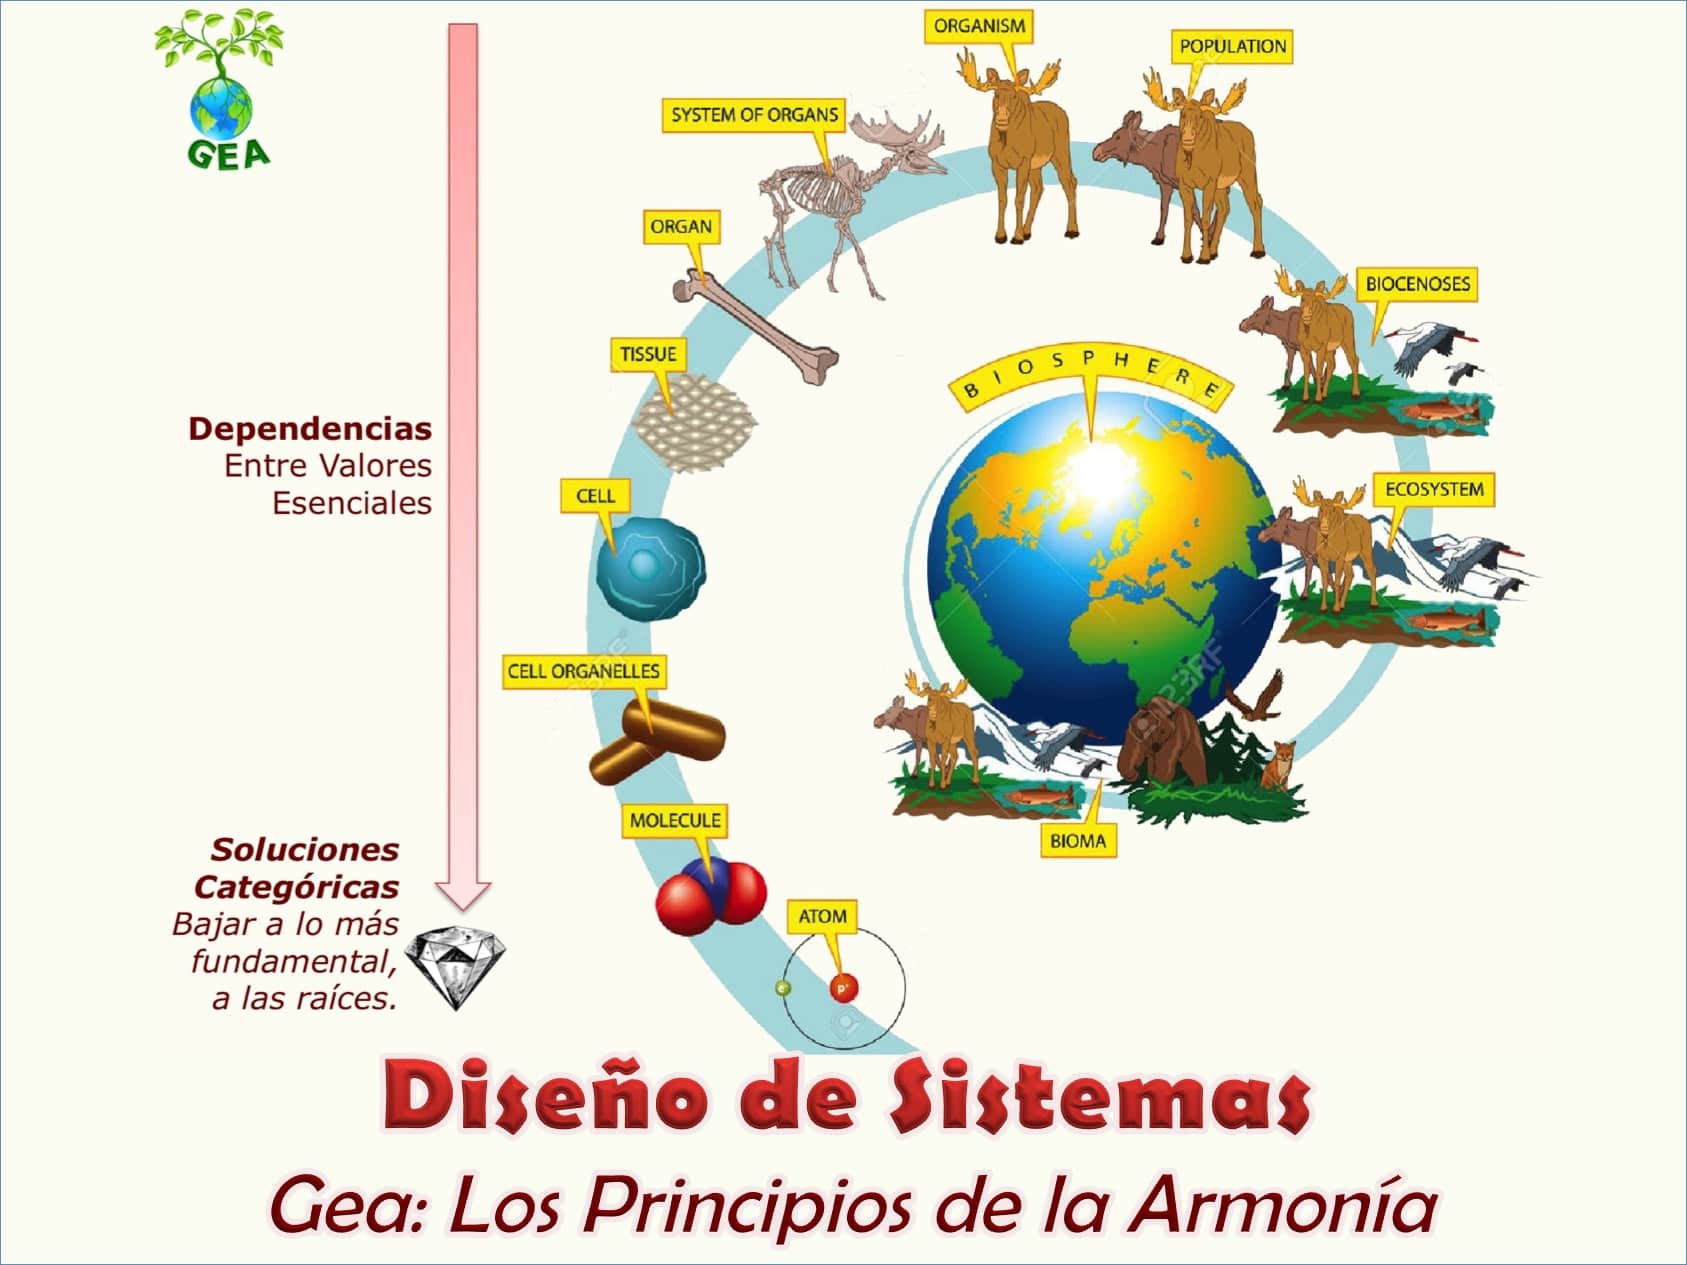 GEA
ORGANISM
POPULATION
SYSTEM OF ORGANS
ORGAN
BIOCENOSES
TISSUE
BIOSPHERE
Dependencias
Entre Valores
Esenciales
CELL
ECOSYSTEM
CELL ORGANELLES
MOLECULE
BIOMA
Soluciones
Categóricas
Bajar a lo más
fundamental,
a las raíces.
ATOM
e⁻
p⁺
123RF
Diseño de Sistemas
Gea: Los Principios de la Armonía